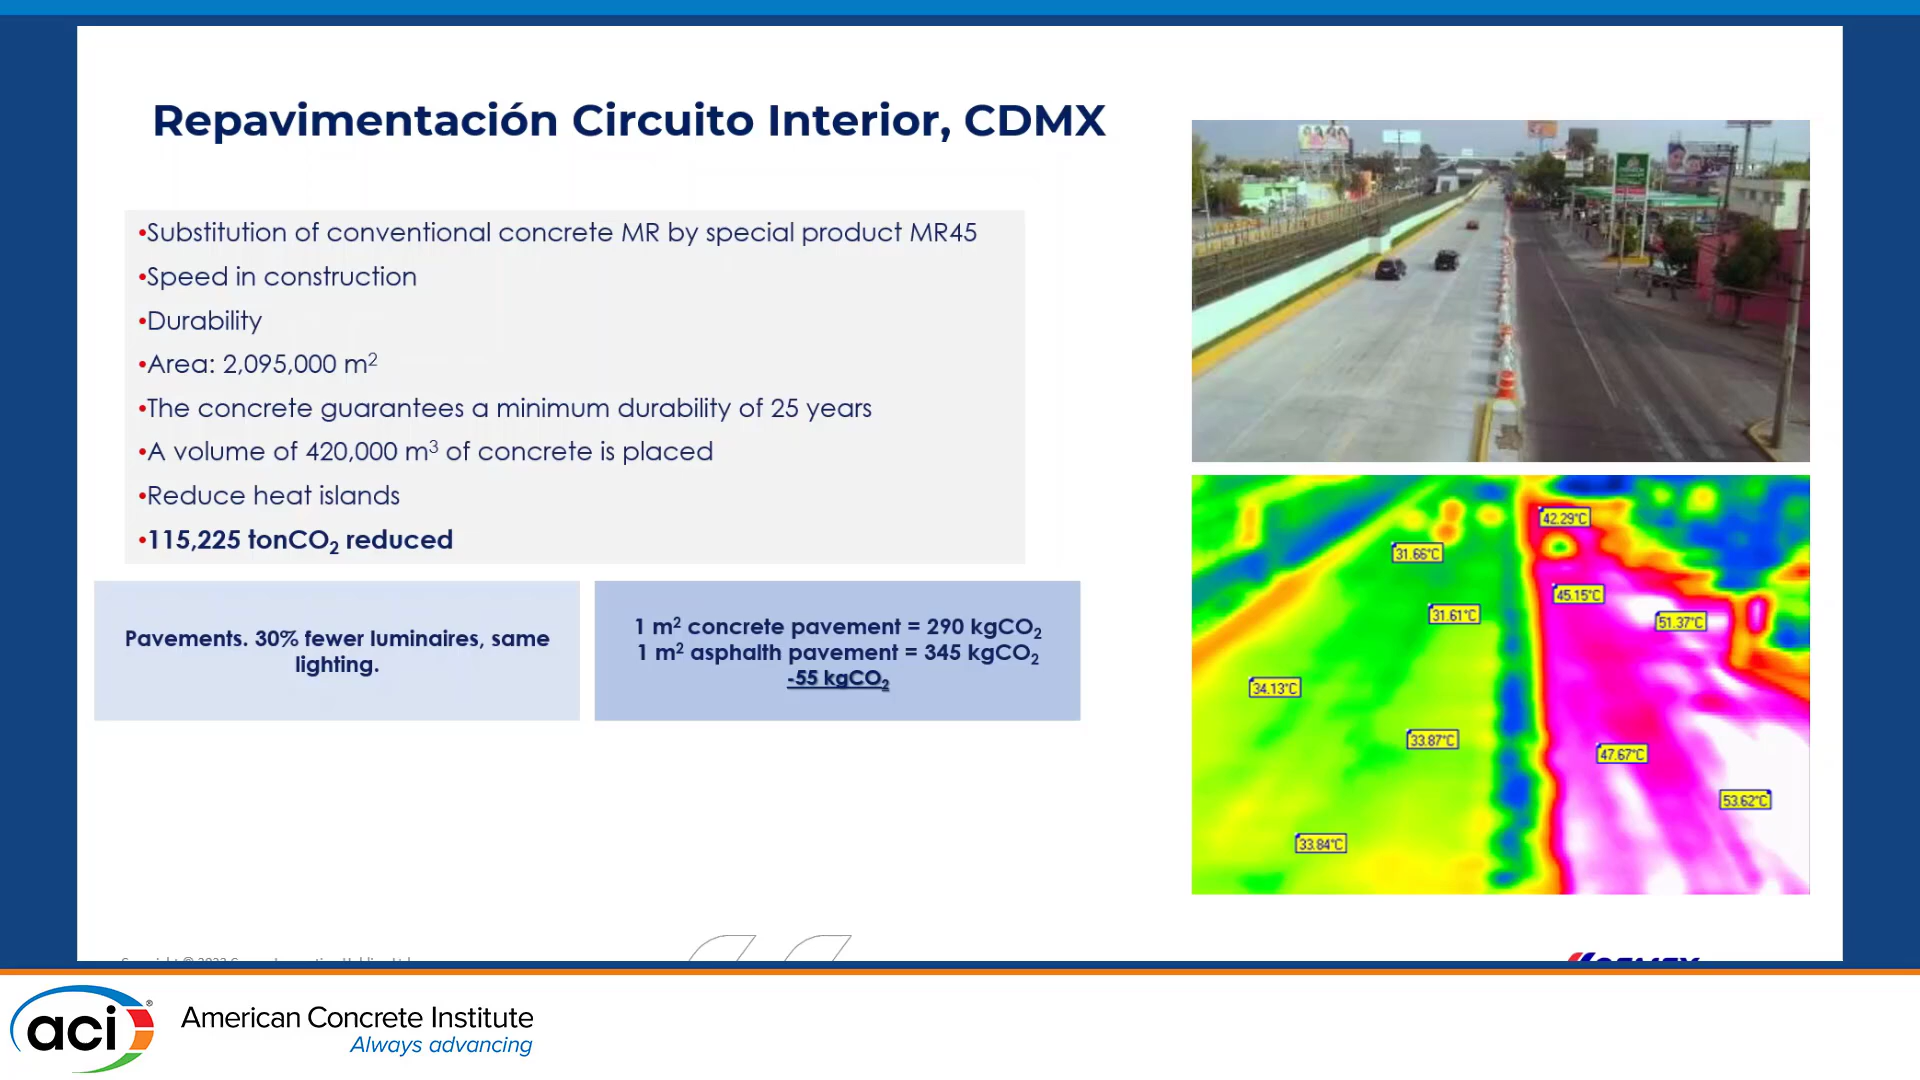 Repavimentación Circuito Interior, CDMX
•Substitution of conventional concrete MR by special product MR45
•Speed in construction
•Durability
•Area: 2,095,000 m²
•The concrete guarantees a minimum durability of 25 years
•A volume of 420,000 m³ of concrete is placed
•Reduce heat islands
•115,225 tonCO₂ reduced
Pavements. 30% fewer luminaires, same
lighting.
1 m² concrete pavement = 290 kgCO₂
1 m² asphalth pavement = 345 kgCO₂
-55 kgCO₂
42.29°C
31.66°C
45.15°C
31.61°C
51.37°C
34.13°C
33.87°C
47.67°C
53.62°C
33.84°C
CEMEX
aci®
American Concrete Institute
Always advancing